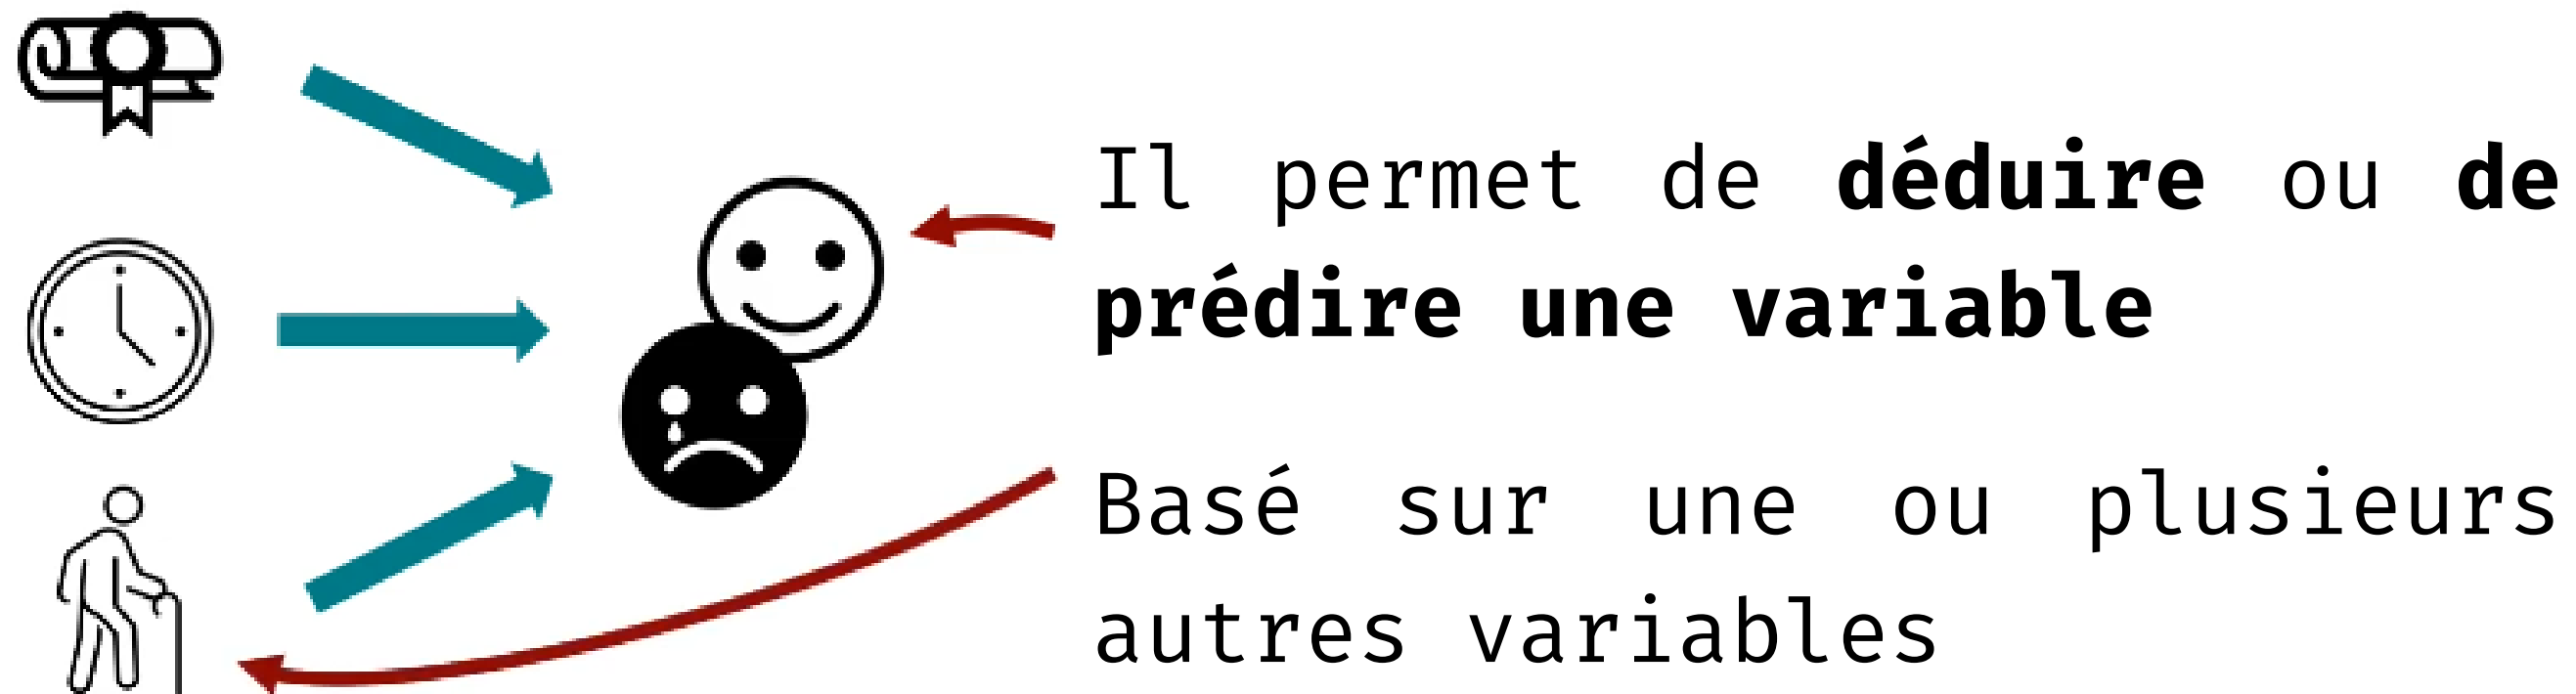 Il permet de déduire ou de
prédire une variable
Basé sur une ou plusieurs
autres variables